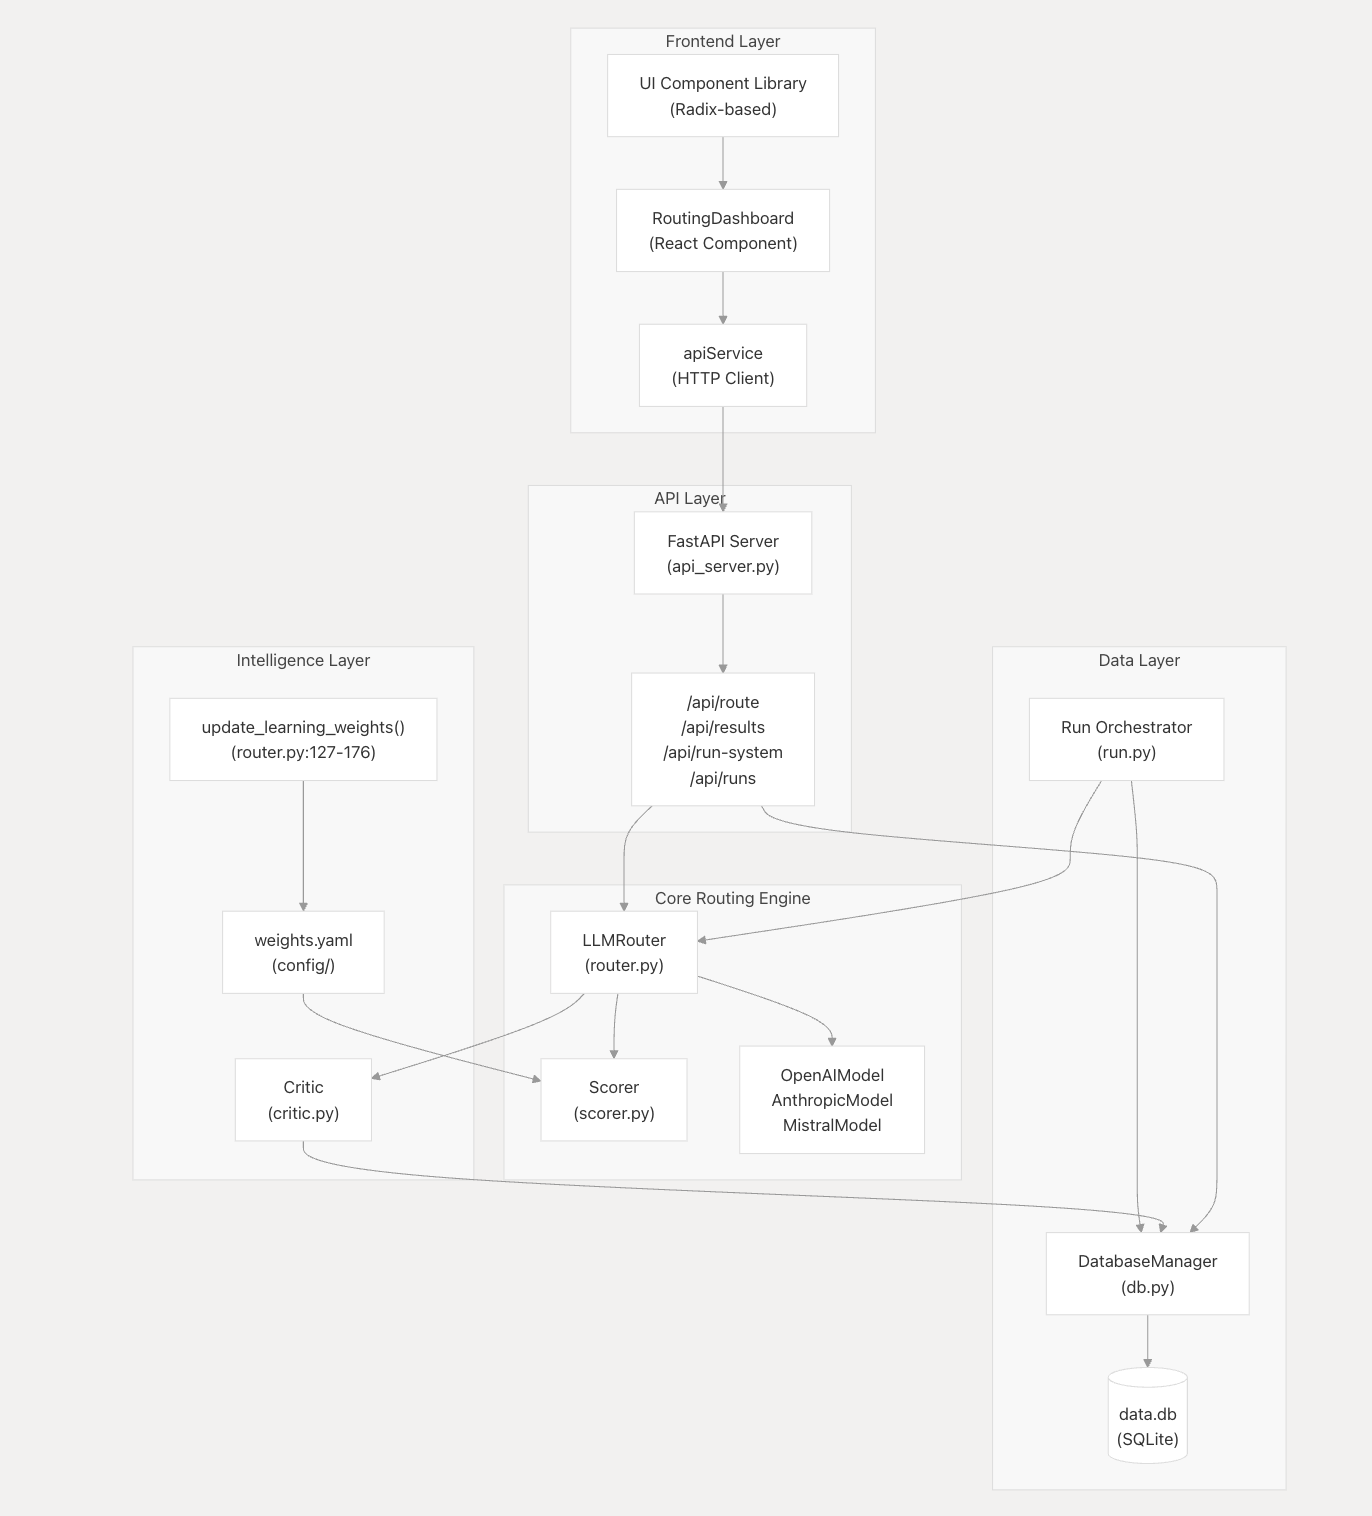 Frontend Layer
UI Component Library
(Radix-based)
RoutingDashboard
(React Component)
apiService
(HTTP Client)
API Layer
FastAPI Server
(api_server.py)
/api/route
/api/results
/api/run-system
/api/runs
Intelligence Layer
update_learning_weights()
(router.py:127-176)
weights.yaml
(config/)
Critic
(critic.py)
Core Routing Engine
LLMRouter
(router.py)
Scorer
(scorer.py)
OpenAIModel
AnthropicModel
MistralModel
Data Layer
Run Orchestrator
(run.py)
DatabaseManager
(db.py)
data.db
(SQLite)